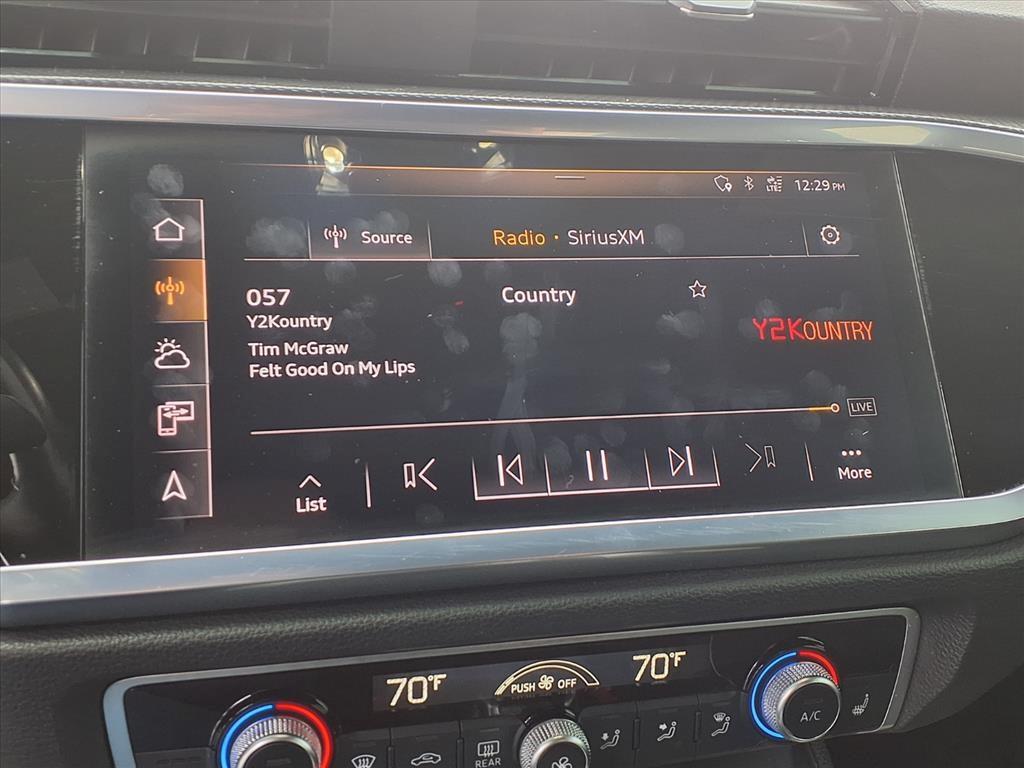 LTE 12:29 PM
Source
Radio · SiriusXM
057
Country
Y2Kountry
Y2KOUNTRY
Tim McGraw
Felt Good On My Lips
LIVE
List
More
70°F
PUSH OFF
70°F
A/C
REAR